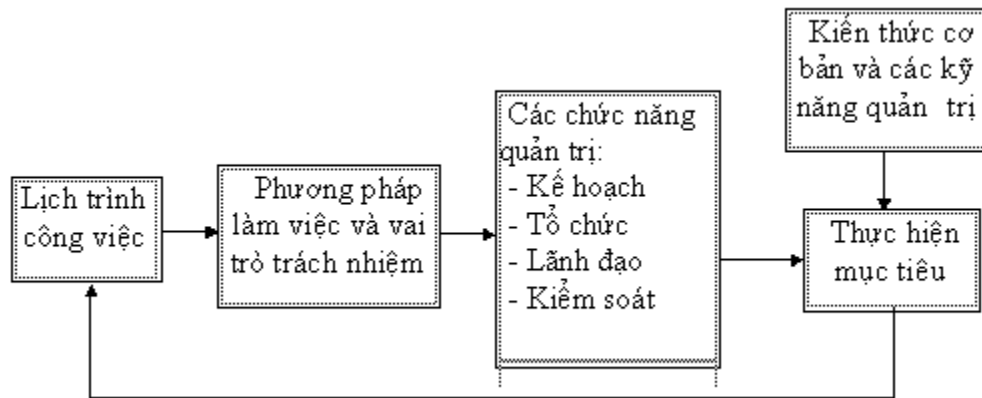 Lịch trình
công việc
Phương pháp
làm việc và vai
trò trách nhiệm
Các chức năng
quản trị:
- Kế hoạch
- Tổ chức
- Lãnh đạo
- Kiểm soát
Kiến thức cơ
bản và các kỹ
năng quản trị
Thực hiện
mục tiêu